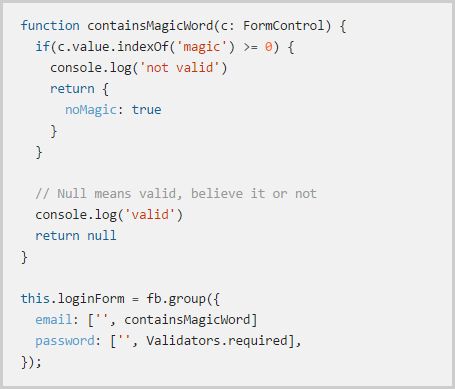 function containsMagicWord(c: FormControl) {
  if(c.value.indexOf('magic') >= 0) {
    console.log('not valid')
    return {
      noMagic: true
    }
  }

  // Null means valid, believe it or not
  console.log('valid')
  return null
}

this.loginForm = fb.group({
  email: ['', containsMagicWord]
  password: ['', Validators.required],
});